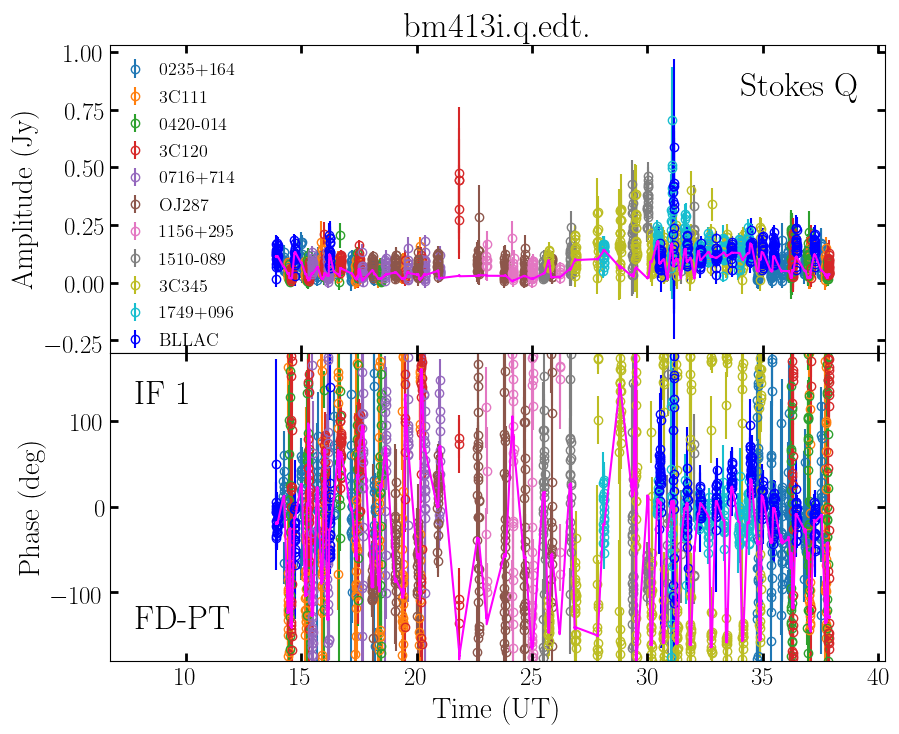 bm413i.q.edt.
1.00
0.75
0.50
0.25
0.00
−0.25
Amplitude (Jy)
0235+164
3C111
0420-014
3C120
0716+714
OJ287
1156+295
1510-089
3C345
1749+096
BLLAC
Stokes Q
IF 1
FD-PT
100
0
−100
Phase (deg)
10 15 20 25 30 35 40
Time (UT)